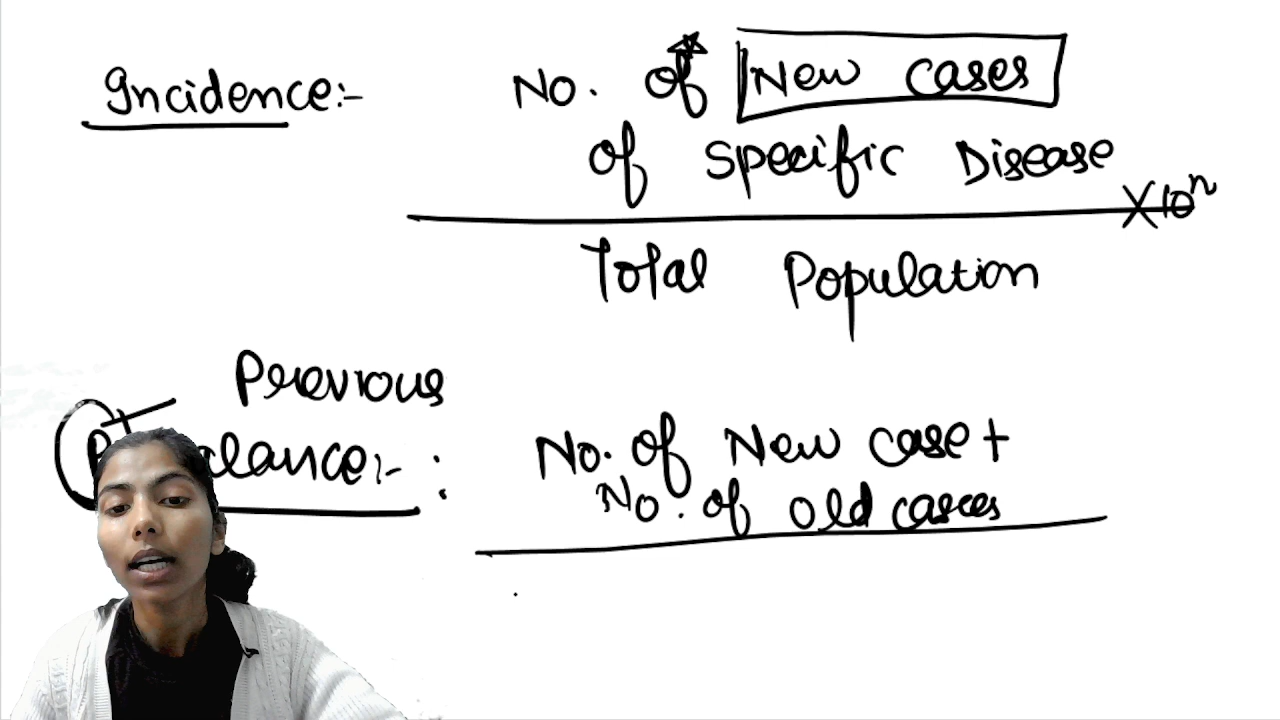 Incidence:- No. of New cases
of Specific Disease
×10ⁿ
Total Population
Previous
No. of New case +
No. of old cases